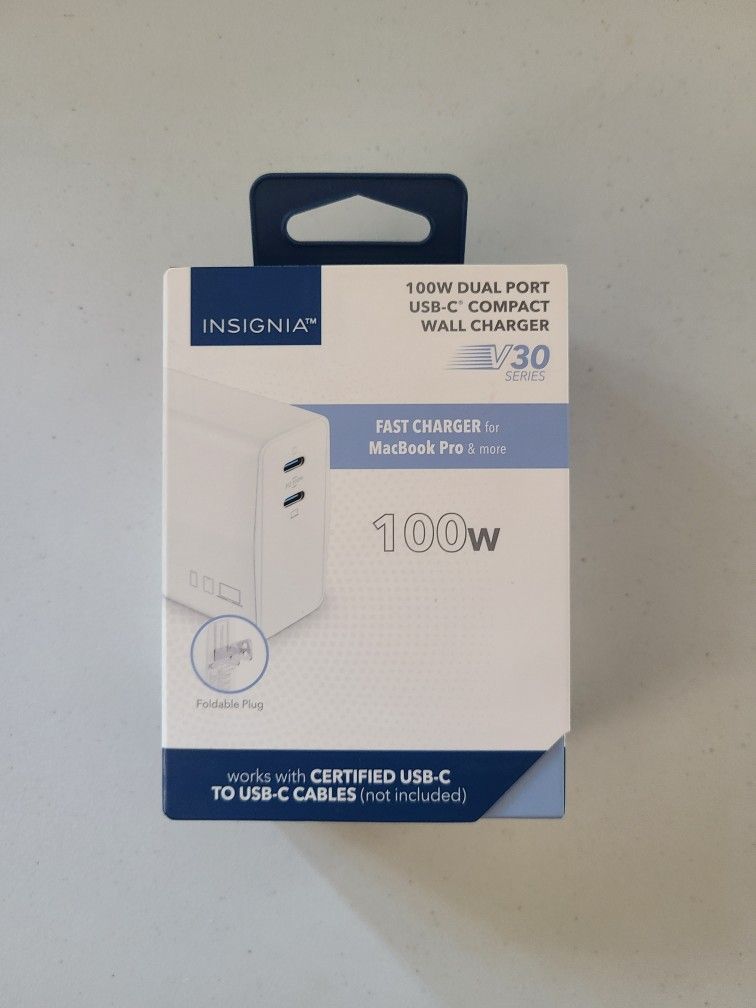 INSIGNIA™
100W DUAL PORT
USB-C® COMPACT
WALL CHARGER
V30
SERIES
FAST CHARGER for
MacBook Pro & more
100W
Foldable Plug
works with CERTIFIED USB-C
TO USB-C CABLES (not included)